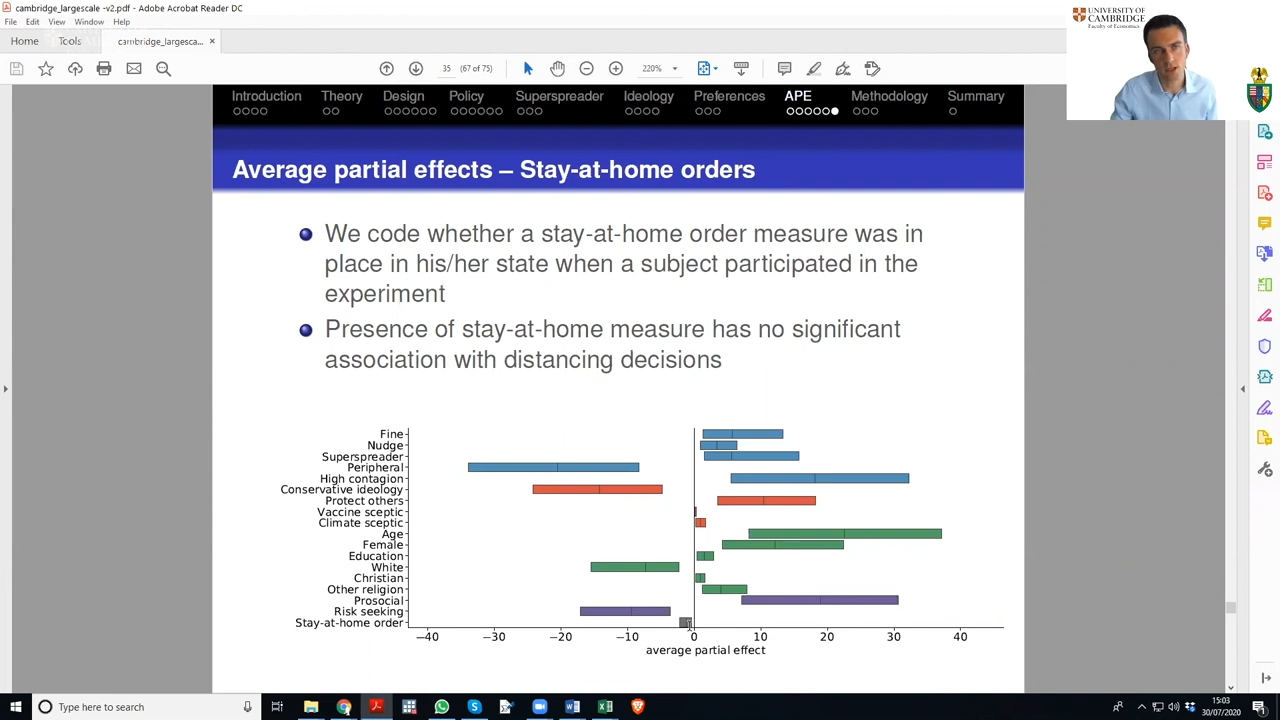 cambridge_largescale -v2.pdf - Adobe Acrobat Reader DC
File Edit View Window Help
Home Tools cambridge_largesca... ×
35 (67 of 75) 220%
UNIVERSITY OF
CAMBRIDGE
Faculty of Economics
Introduction Theory Design Policy Superspreader Ideology Preferences APE Methodology Summary
Average partial effects – Stay-at-home orders
We code whether a stay-at-home order measure was in
place in his/her state when a subject participated in the
experiment
Presence of stay-at-home measure has no significant
association with distancing decisions
Fine
Nudge
Superspreader
Peripheral
High contagion
Conservative ideology
Protect others
Vaccine sceptic
Climate sceptic
Age
Female
Education
White
Christian
Other religion
Prosocial
Risk seeking
Stay-at-home order
−40 −30 −20 −10 0 10 20 30 40
average partial effect
Type here to search
15:03
30/07/2020